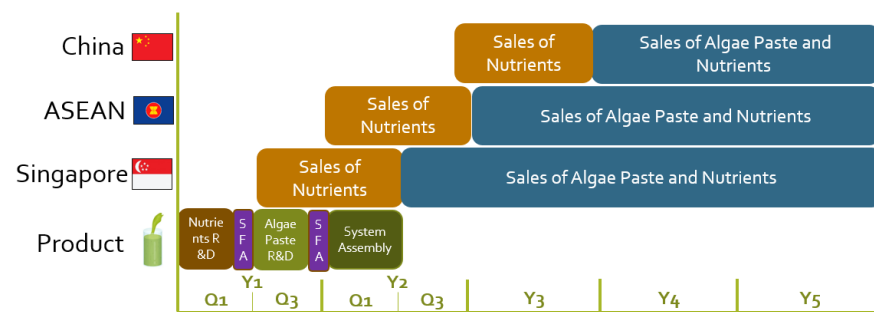 China
Sales of
Nutrients
Sales of Algae Paste and
Nutrients
ASEAN
Sales of
Nutrients
Sales of Algae Paste and Nutrients
Singapore
Sales of
Nutrients
Sales of Algae Paste and Nutrients
Product
Nutrie
nts R
&D
S
F
A
Algae
Paste
R&D
S
F
A
System
Assembly
Y1
Y2
Q1
Q3
Q1
Q3
Y3
Y4
Y5